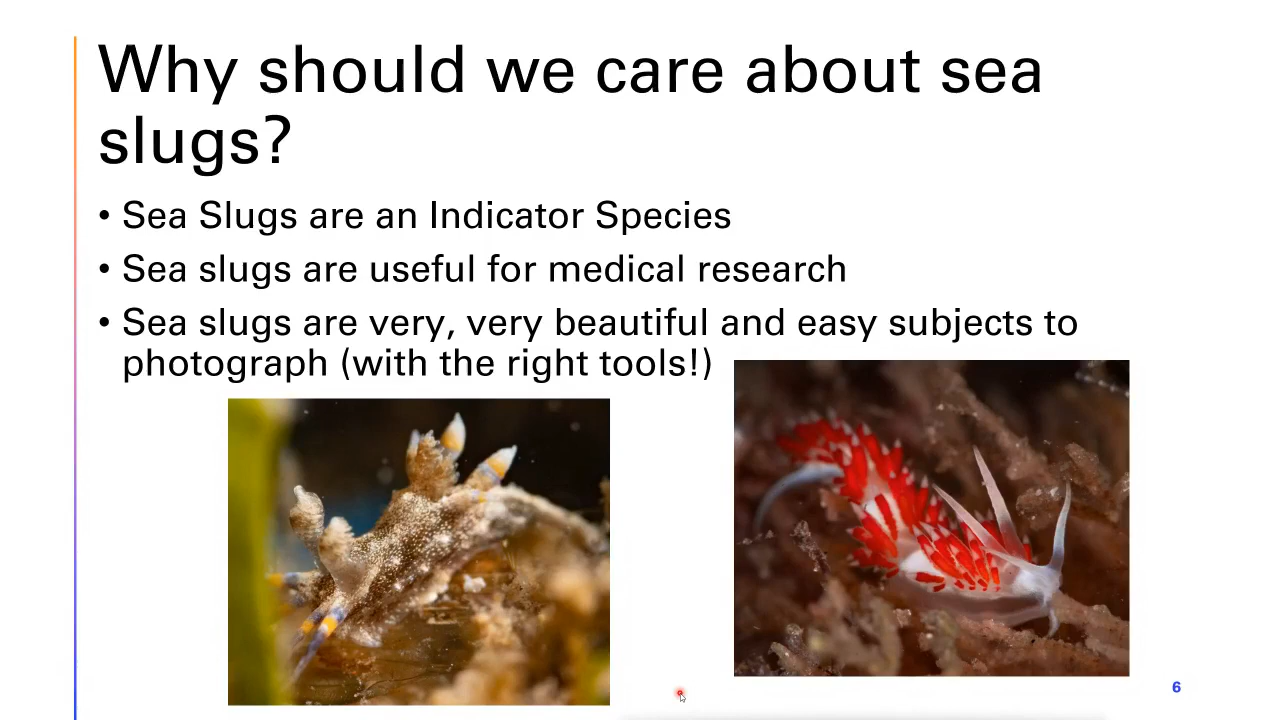 Why should we care about sea
slugs?
• Sea Slugs are an Indicator Species
• Sea slugs are useful for medical research
• Sea slugs are very, very beautiful and easy subjects to
photograph (with the right tools!)
6